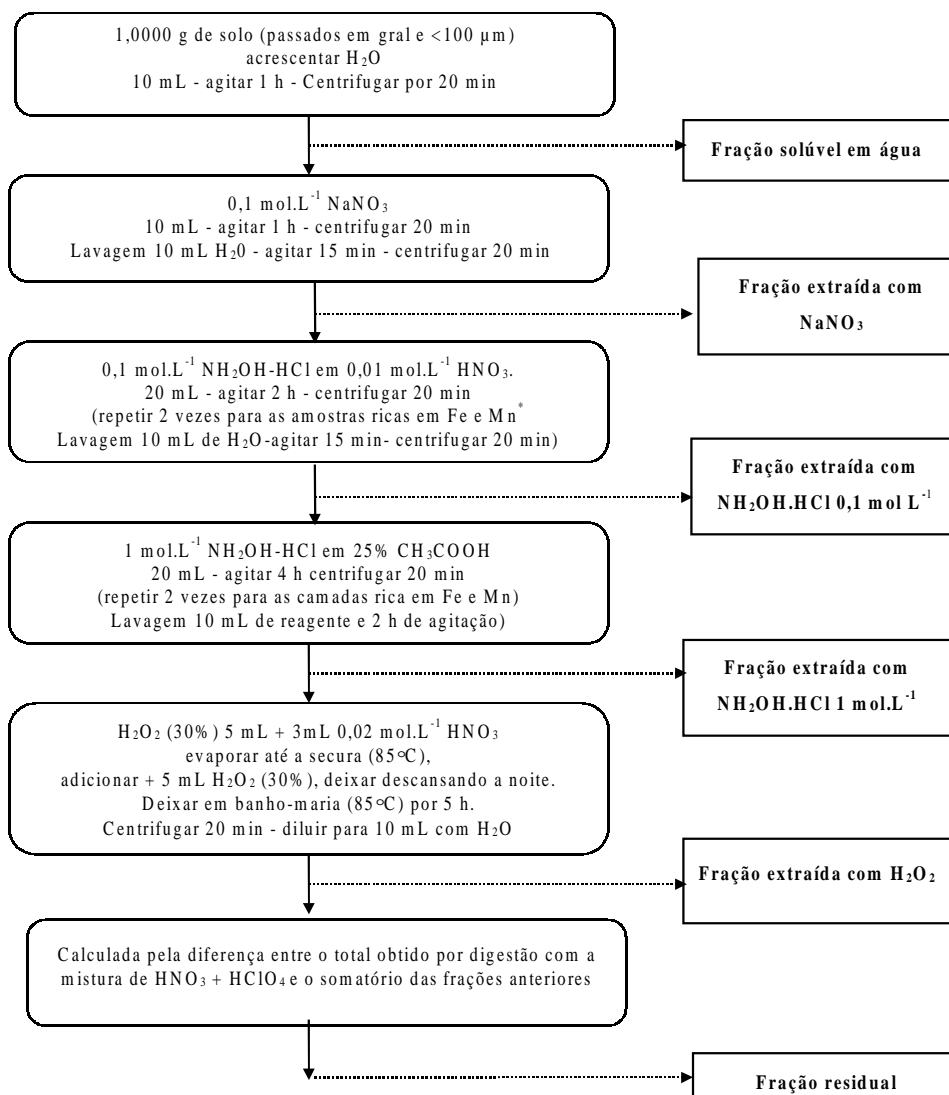 1,0000 g de solo (passados em gral e <100 µm)
acrescentar H₂O
10 mL - agitar 1 h - Centrifugar por 20 min
Fração solúvel em água
0,1 mol.L⁻¹ NaNO₃
10 mL - agitar 1 h - centrifugar 20 min
Lavagem 10 mL H₂0 - agitar 15 min - centrifugar 20 min
Fração extraída com
NaNO₃
0,1 mol.L⁻¹ NH₂OH-HCl em 0,01 mol.L⁻¹ HNO₃.
20 mL - agitar 2 h - centrifugar 20 min
(repetir 2 vezes para as amostras ricas em Fe e Mn*
Lavagem 10 mL de H₂O-agitar 15 min- centrifugar 20 min)
Fração extraída com
NH₂OH.HCl 0,1 mol L⁻¹
1 mol.L⁻¹ NH₂OH-HCl em 25% CH₃COOH
20 mL - agitar 4 h centrifugar 20 min
(repetir 2 vezes para as camadas rica em Fe e Mn)
Lavagem 10 mL de reagente e 2 h de agitação)
Fração extraída com
NH₂OH.HCl 1 mol.L⁻¹
H₂O₂ (30%) 5 mL + 3mL 0,02 mol.L⁻¹ HNO₃
evaporar até a secura (85°C),
adicionar + 5 mL H₂O₂ (30%), deixar descansando a noite.
Deixar em banho-maria (85°C) por 5 h.
Centrifugar 20 min - diluir para 10 mL com H₂O
Fração extraída com H₂O₂
Calculada pela diferença entre o total obtido por digestão com a
mistura de HNO₃ + HClO₄ e o somatório das frações anteriores
Fração residual